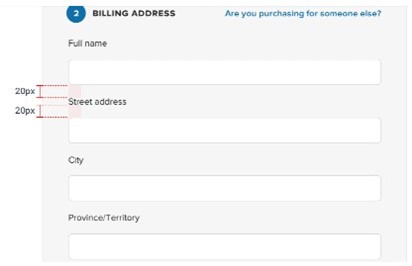 2 BILLING ADDRESS Are you purchasing for someone else?
Full name
20px
Street address
20px
City
Province/Territory